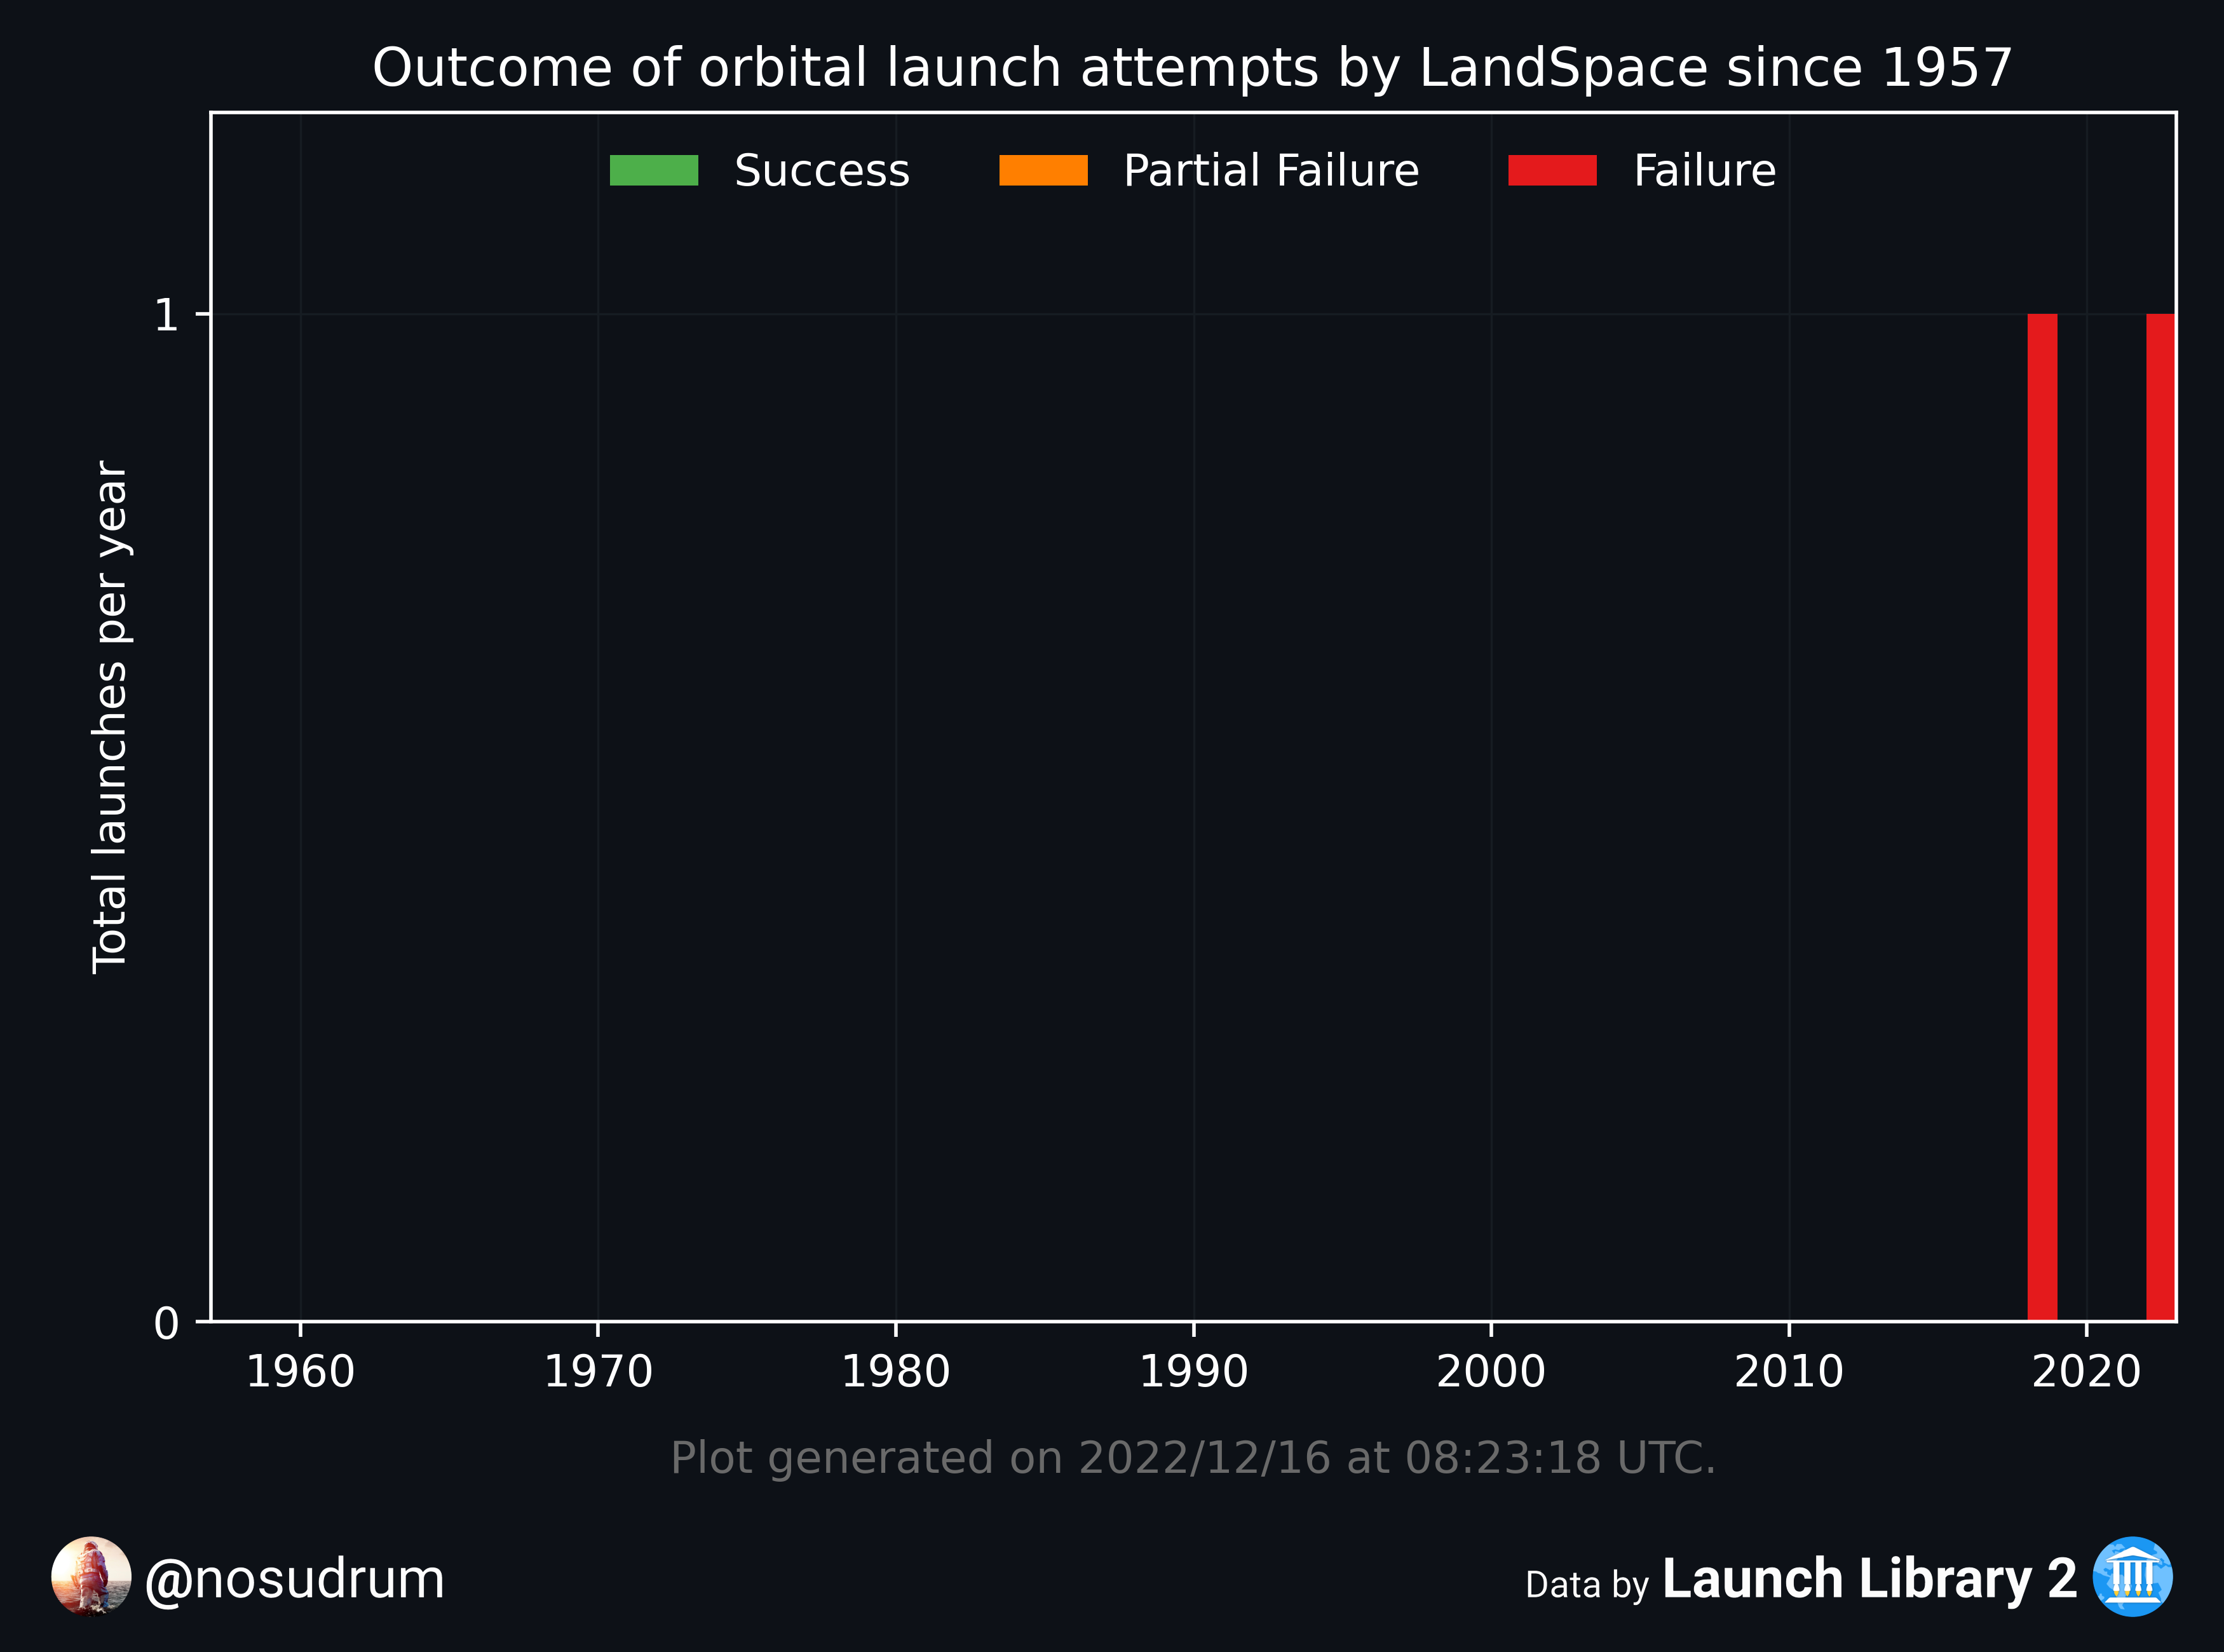 Outcome of orbital launch attempts by LandSpace since 1957
Success Partial Failure Failure
Total launches per year
1
0
1960 1970 1980 1990 2000 2010 2020
Plot generated on 2022/12/16 at 08:23:18 UTC.
@nosudrum
Data by Launch Library 2